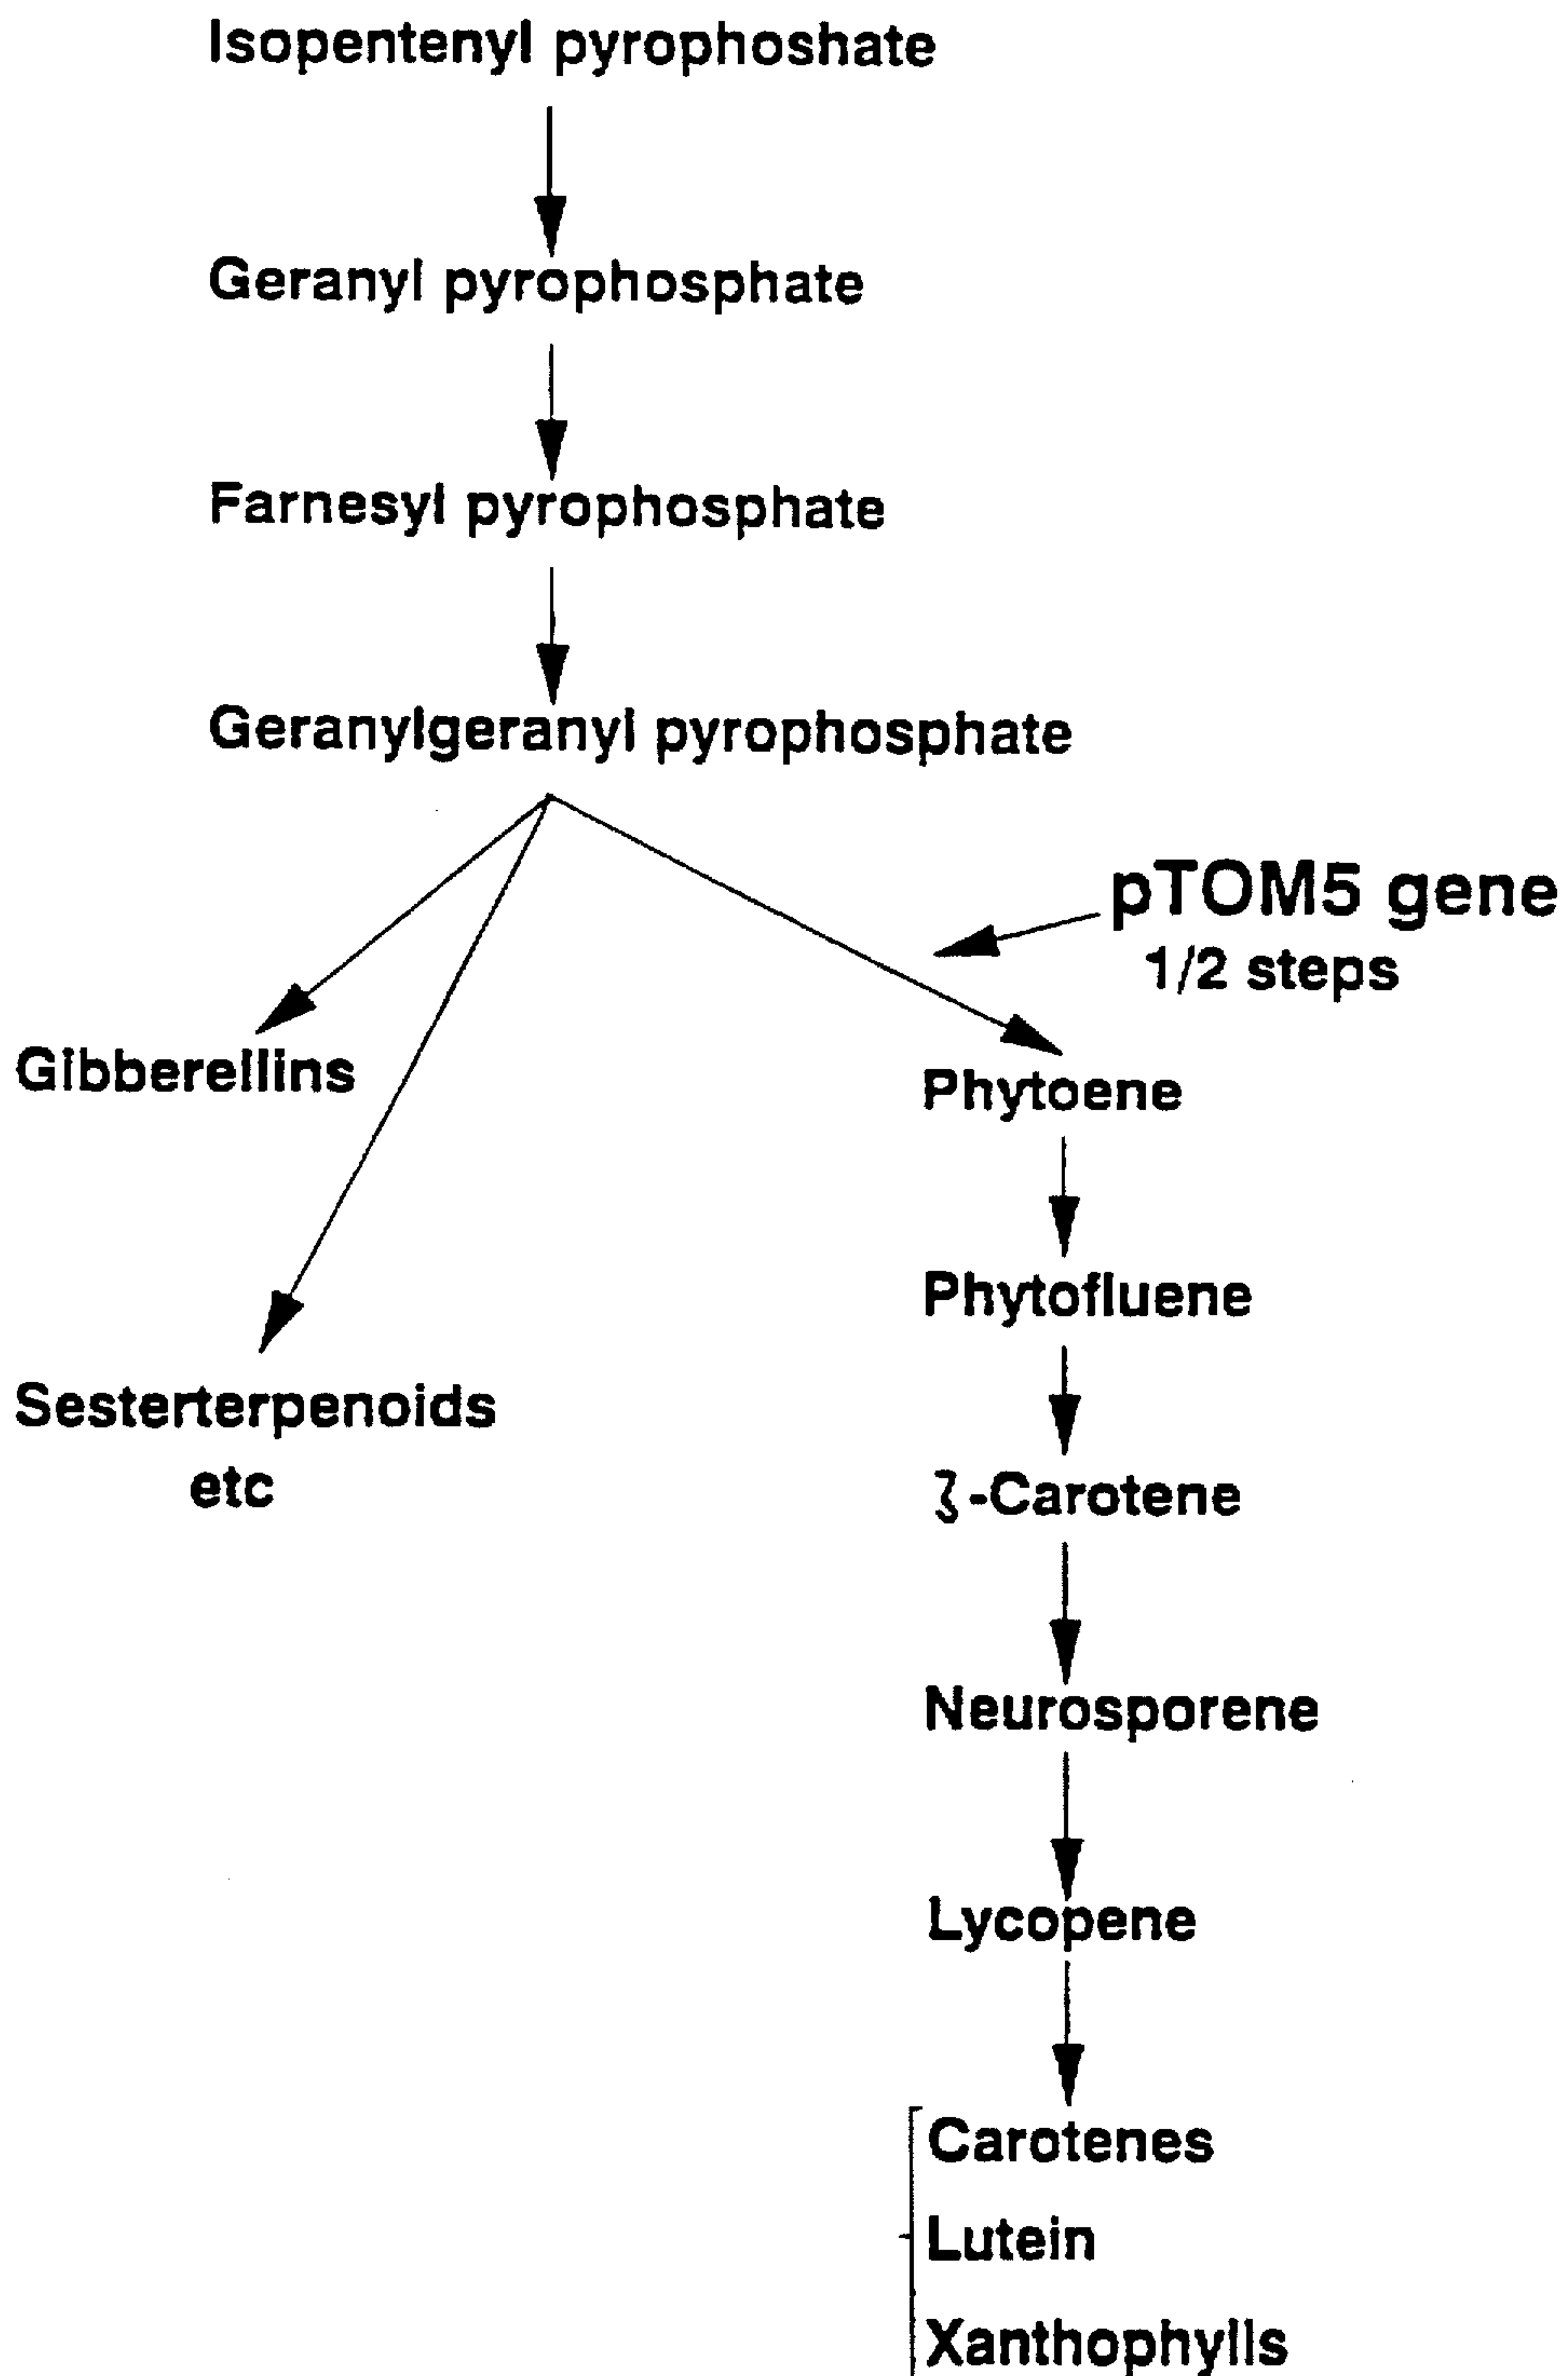 Isopentenyl pyrophoshate
Geranyl pyrophosphate
Farnesyl pyrophosphate
Geranylgeranyl pyrophosphate
pTOM5 gene
1/2 steps
Gibberellins
Phytoene
Phytofluene
Sesterterpenoids
etc
ζ-Carotene
Neurosporene
Lycopene
Carotenes
Lutein
Xanthophylls